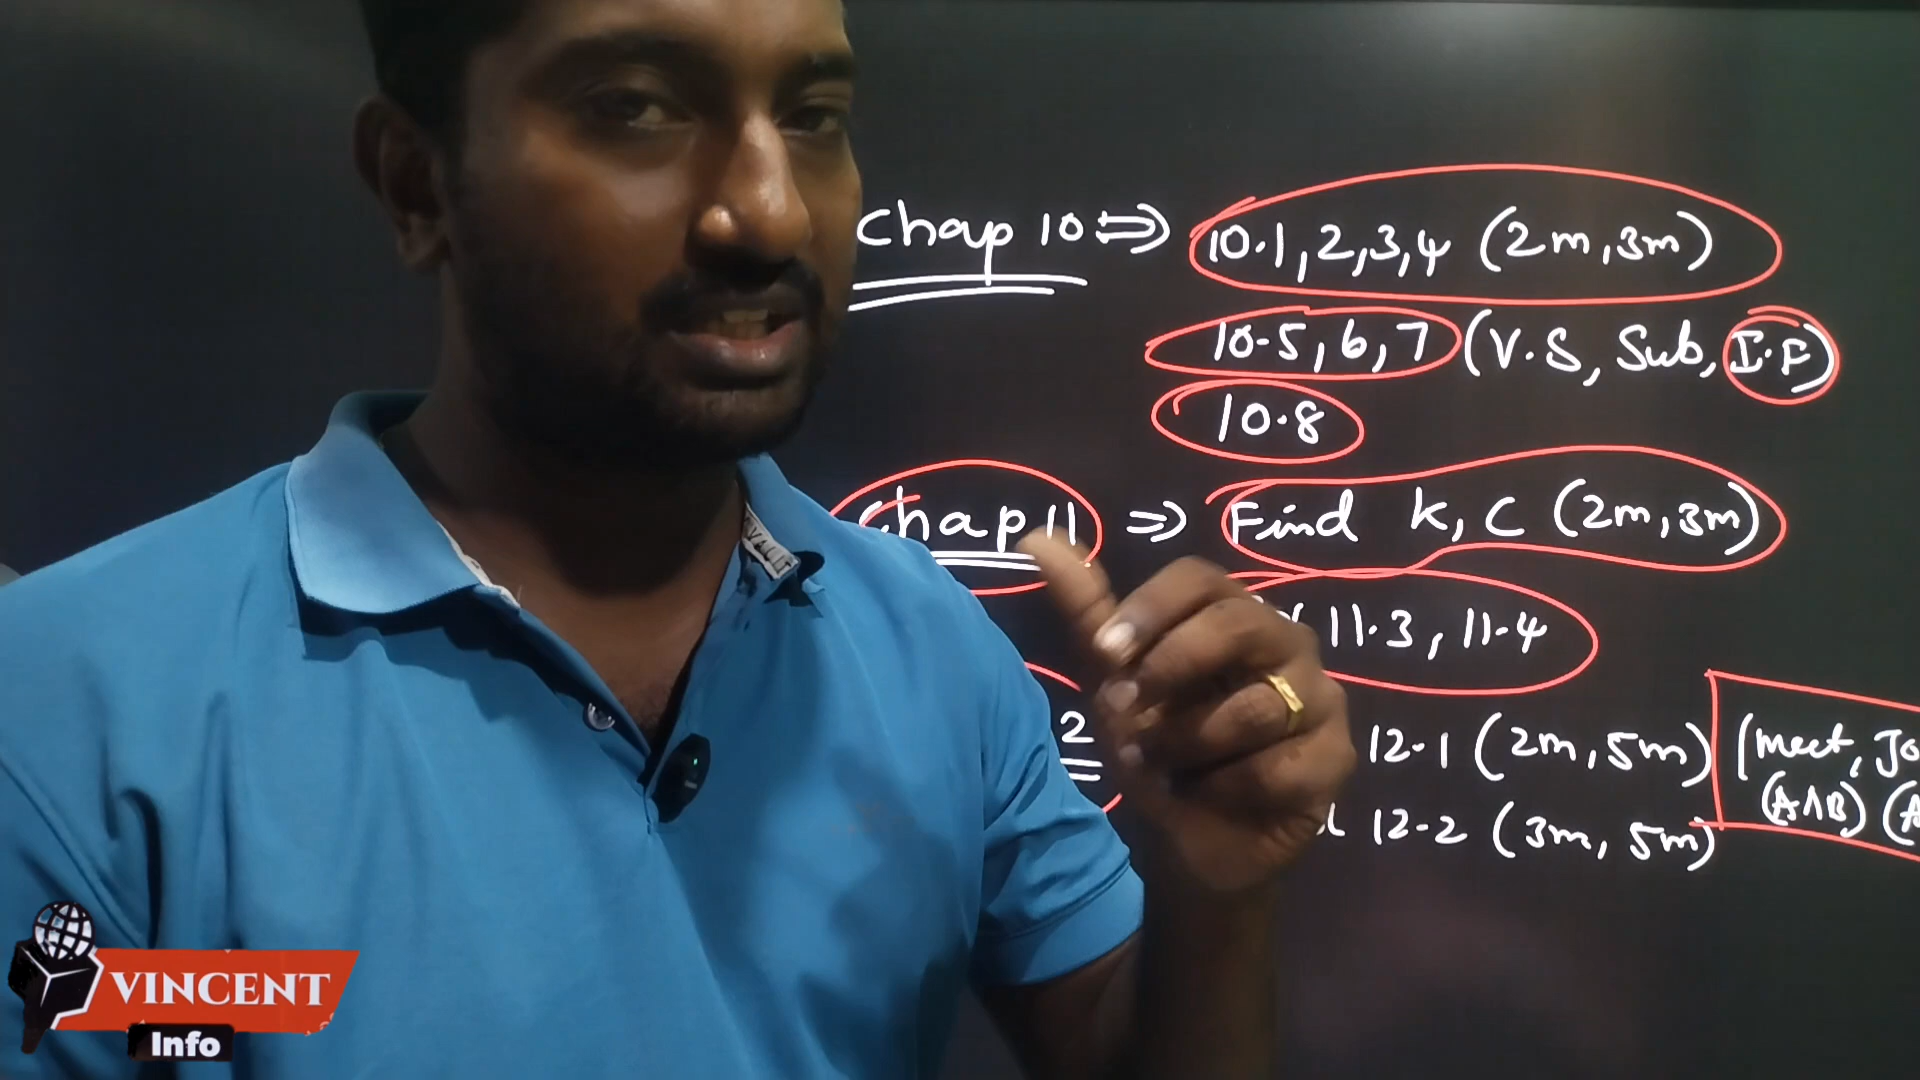 Chap 10 ⇒ 10.1, 2, 3, 4 (2m, 3m)
10.5, 6, 7 (V.S, Sub, I.F)
10.8
Chap 11 ⇒ Find k, C (2m, 3m)
11.3, 11.4
2 12.1 (2m, 5m) (Meet,
(A∧B)
12.2 (3m, 5m)
VINCENT
Info